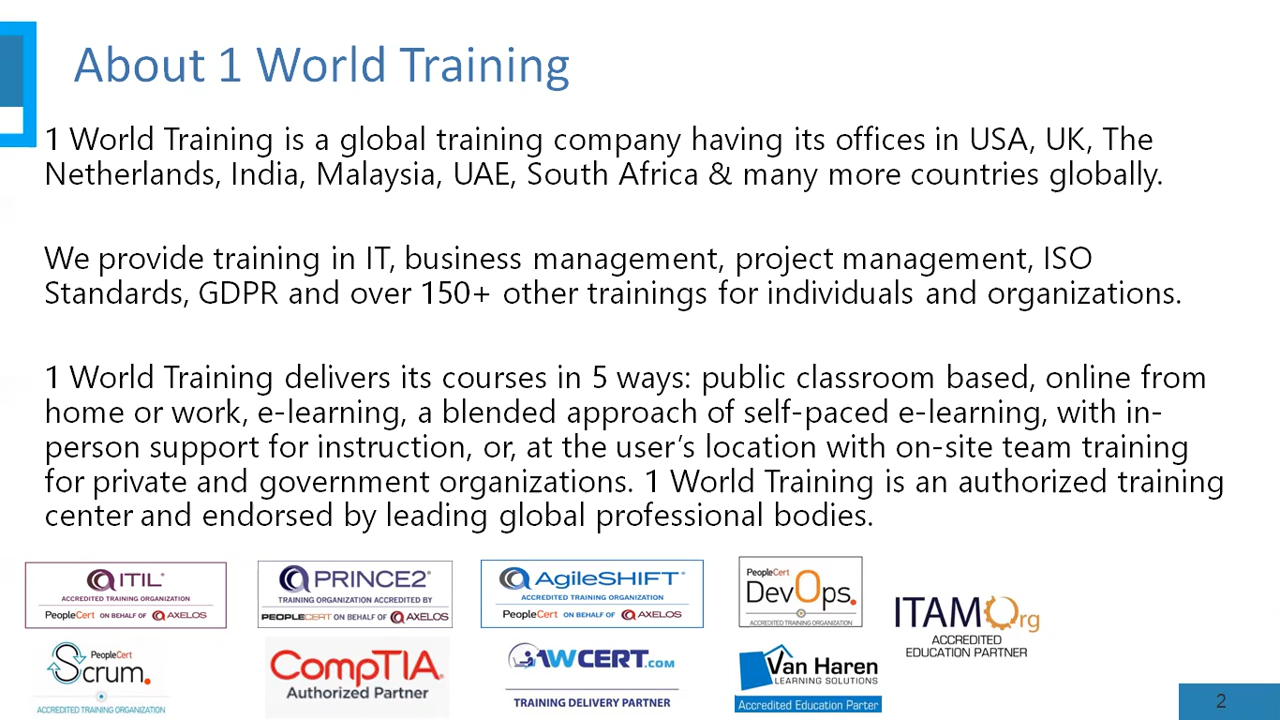 About 1 World Training
1 World Training is a global training company having its offices in USA, UK, The
Netherlands, India, Malaysia, UAE, South Africa & many more countries globally.
We provide training in IT, business management, project management, ISO
Standards, GDPR and over 150+ other trainings for individuals and organizations.
1 World Training delivers its courses in 5 ways: public classroom based, online from
home or work, e-learning, a blended approach of self-paced e-learning, with in-
person support for instruction, or, at the user’s location with on-site team training
for private and government organizations. 1 World Training is an authorized training
center and endorsed by leading global professional bodies.
ITIL®
ACCREDITED TRAINING ORGANIZATION
PeopleCert ON BEHALF OF AXELOS
PRINCE2®
TRAINING ORGANIZATION ACCREDITED BY
PEOPLECERT ON BEHALF OF AXELOS
AgileSHIFT®
ACCREDITED TRAINING ORGANIZATION
PeopleCert ON BEHALF OF AXELOS
PeopleCert
DevOps.
ACCREDITED TRAINING ORGANIZATION
ITAMOrg
ACCREDITED
EDUCATION PARTNER
PeopleCert
Scrum.
ACCREDITED TRAINING ORGANIZATION
CompTIA.
Authorized Partner
1WCERT.COM
TRAINING DELIVERY PARTNER
Van Haren
LEARNING SOLUTIONS
Accredited Education Parter
2